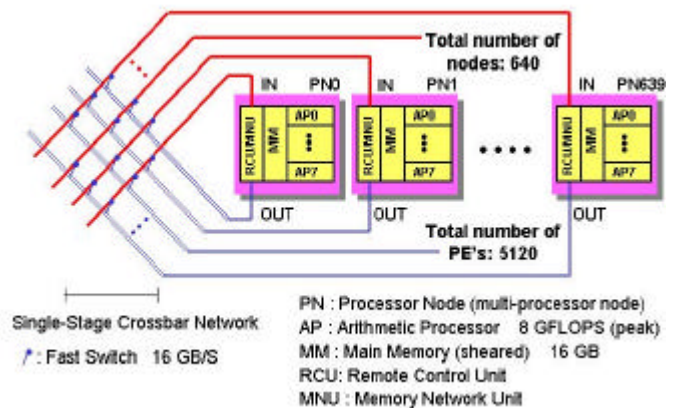 Total number of
nodes: 640
IN PN0
IN PN1
IN PN639
RCU/MNU
MM
AP0
AP7
RCU/MNU
MM
AP0
AP7
RCU/MNU
MM
AP0
AP7
OUT
OUT
OUT
Total number of
PE's: 5120
Single-Stage Crossbar Network
: Fast Switch 16 GB/S
PN : Processor Node (multi-processor node)
AP : Arithmetic Processor 8 GFLOPS (peak)
MM : Main Memory (sheared) 16 GB
RCU: Remote Control Unit
MNU : Memory Network Unit